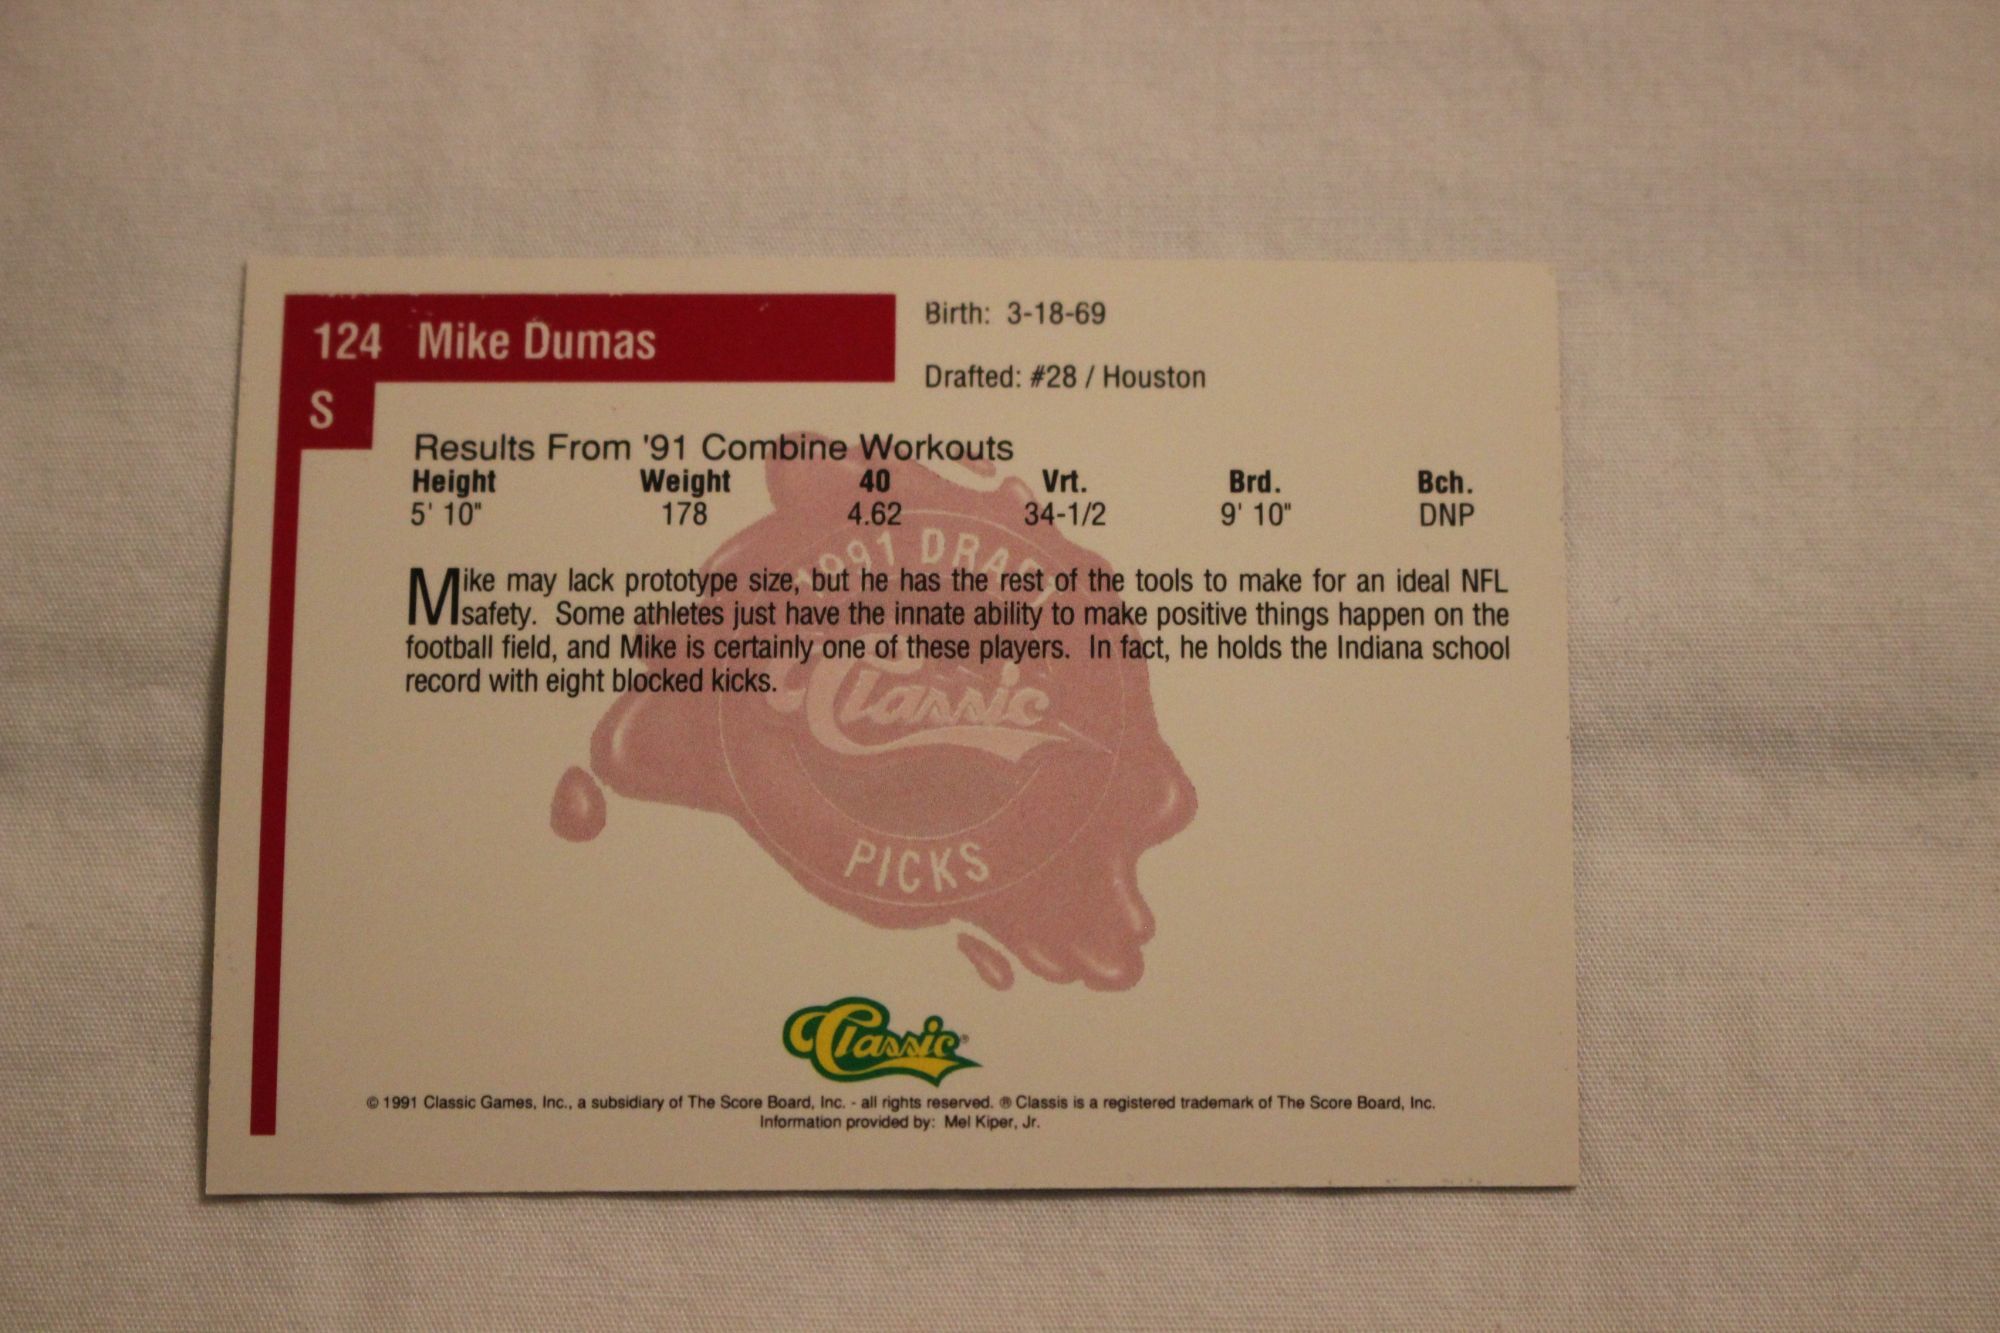 124 Mike Dumas
S
Birth: 3-18-69
Drafted: #28 / Houston
Results From '91 Combine Workouts
Height Weight 40 Vrt. Brd. Bch.
5' 10" 178 4.62 34-1/2 9' 10" DNP
Mike may lack prototype size, but he has the rest of the tools to make for an ideal NFL
safety. Some athletes just have the innate ability to make positive things happen on the
football field, and Mike is certainly one of these players. In fact, he holds the Indiana school
record with eight blocked kicks.
1991 DRAFT
Classic
PICKS
Classic®
© 1991 Classic Games, Inc., a subsidiary of The Score Board, Inc. - all rights reserved. ® Classis is a registered trademark of The Score Board, Inc.
Information provided by: Mel Kiper, Jr.